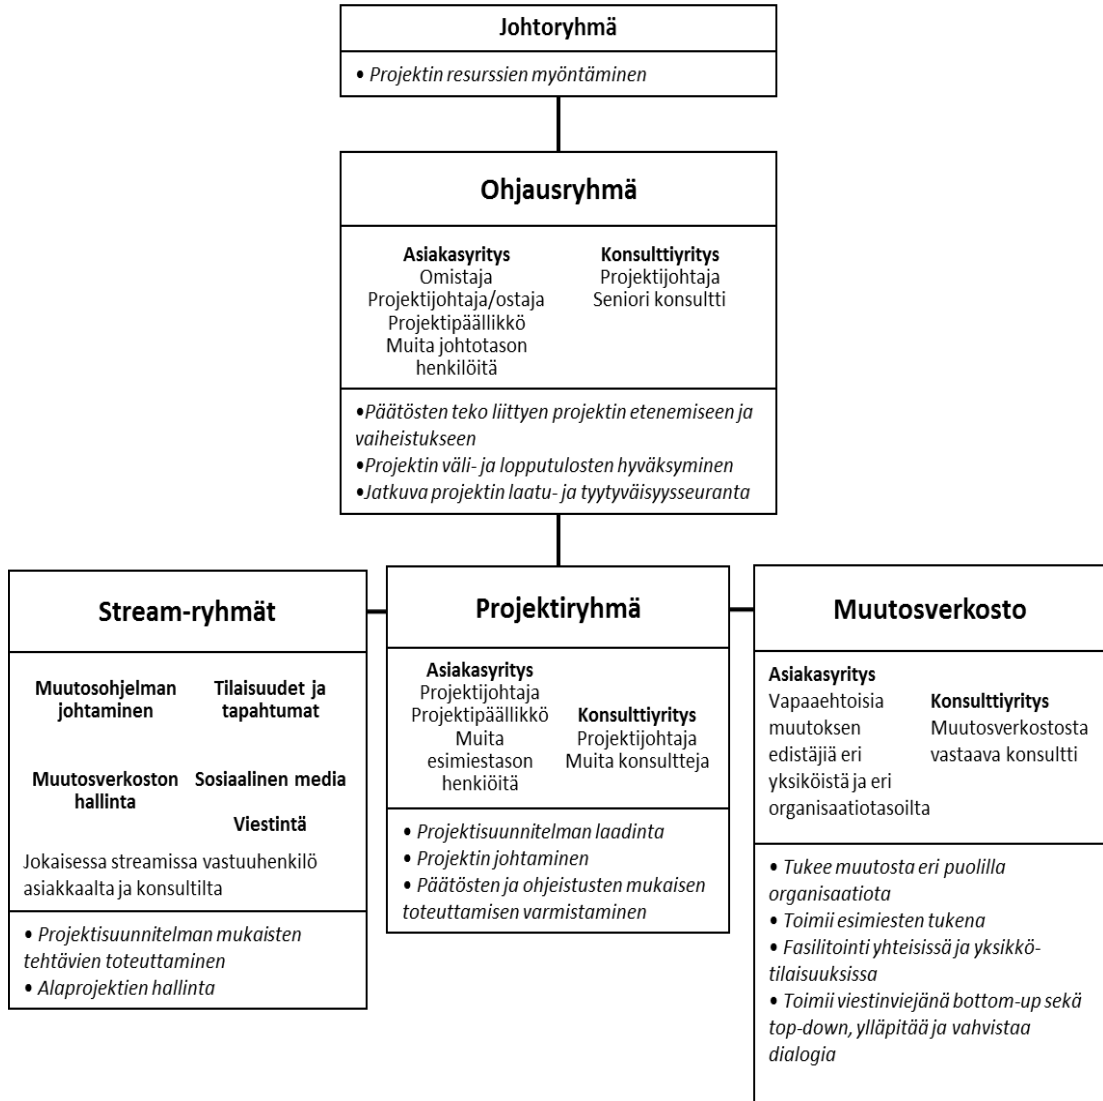 Johtoryhmä
• Projektin resurssien myöntäminen
Ohjausryhmä
Asiakasyritys
Omistaja
Projektijohtaja/ostaja
Projektipäällikkö
Muita johtotason
henkilöitä
Konsulttiyritys
Projektijohtaja
Seniori konsultti
•Päätösten teko liittyen projektin etenemiseen ja
vaiheistukseen
•Projektin väli- ja lopputulosten hyväksyminen
•Jatkuva projektin laatu- ja tyytyväisyysseuranta
Stream-ryhmät
Muutosohjelman
johtaminen
Tilaisuudet ja
tapahtumat
Muutosverkoston
hallinta
Sosiaalinen media
Viestintä
Jokaisessa streamissa vastuuhenkilö
asiakkaalta ja konsultilta
• Projektisuunnitelman mukaisten
tehtävien toteuttaminen
• Alaprojektien hallinta
Projektiryhmä
Asiakasyritys
Projektijohtaja
Projektipäällikkö
Muita
esimiestason
henkiöitä
Konsulttiyritys
Projektijohtaja
Muita konsultteja
• Projektisuunnitelman laadinta
• Projektin johtaminen
• Päätösten ja ohjeistusten mukaisen
toteuttamisen varmistaminen
Muutosverkosto
Asiakasyritys
Vapaaehtoisia
muutoksen
edistäjiä eri
yksiköistä ja eri
organisaatiotasoilta
Konsulttiyritys
Muutosverkostosta
vastaava konsultti
• Tukee muutosta eri puolilla
organisaatiota
• Toimii esimiesten tukena
• Fasilitointi yhteisissä ja yksikkö-
tilaisuuksissa
• Toimii viestinviejänä bottom-up sekä
top-down, ylläpitää ja vahvistaa
dialogia